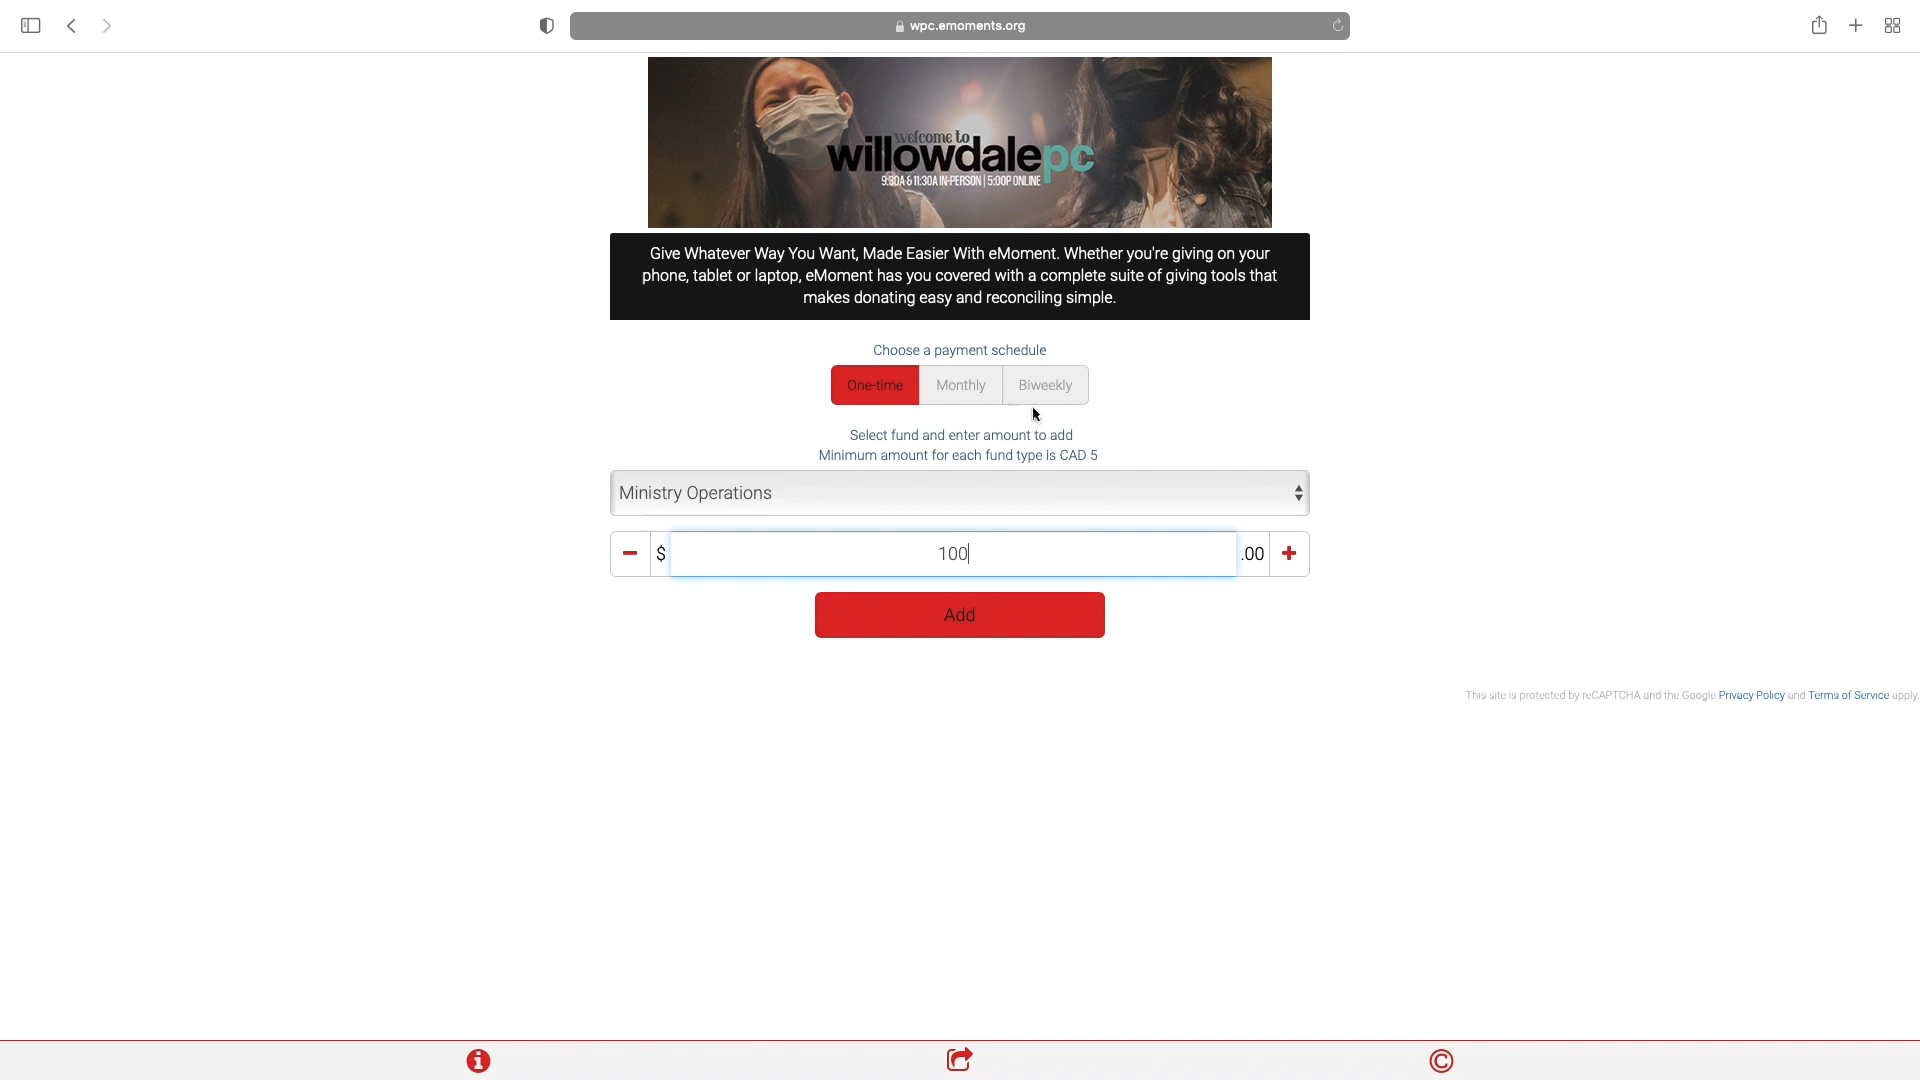 wpc.emoments.org
welcome to
willowdalepc
9:30A & 11:30A IN-PERSON | 5:00P ONLINE
Give Whatever Way You Want, Made Easier With eMoment. Whether you're giving on your
phone, tablet or laptop, eMoment has you covered with a complete suite of giving tools that
makes donating easy and reconciling simple.
Choose a payment schedule
One-time Monthly Biweekly
Select fund and enter amount to add
Minimum amount for each fund type is CAD 5
Ministry Operations
$ 100 .00
Add
This site is protected by reCAPTCHA and the Google Privacy Policy and Terms of Service apply.